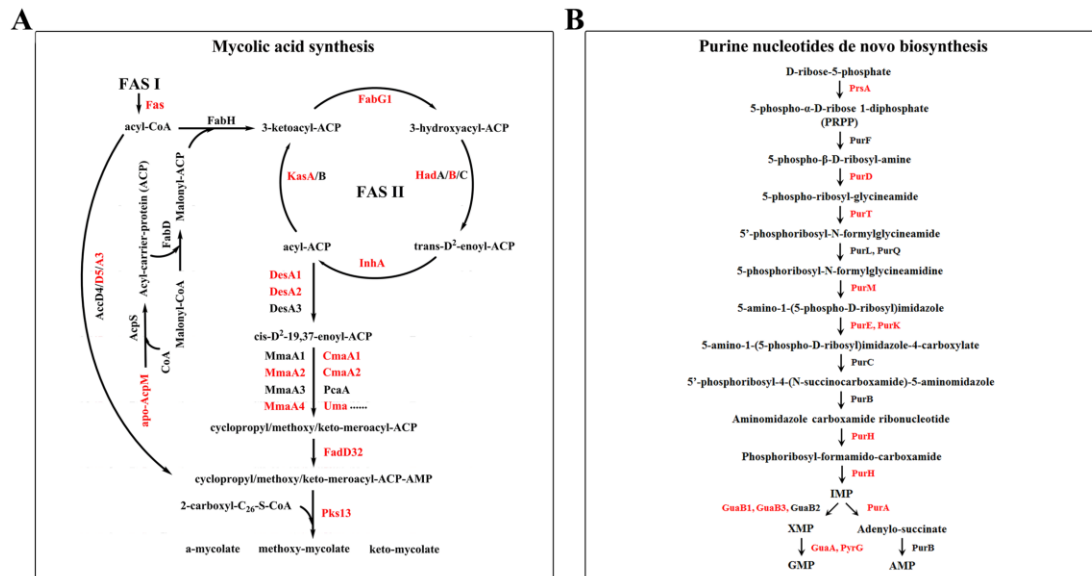 A
Mycolic acid synthesis
FAS I
Fas
acyl-CoA
FabH
3-ketoacyl-ACP
FabG1
3-hydroxyacyl-ACP
KasA/B
FAS II
HadA/B/C
acyl-ACP
trans-D²-enoyl-ACP
InhA
AccD4/D5/A3
Acyl-carrier-protein (ACP)
Malonyl-ACP
FabD
AcpS
CoA
Malonyl-CoA
apo-AcpM
DesA1
DesA2
DesA3
cis-D²-19,37-enoyl-ACP
MmaA1 CmaA1
MmaA2 CmaA2
MmaA3 PcaA
MmaA4 Uma ......
cyclopropyl/methoxy/keto-meroacyl-ACP
FadD32
cyclopropyl/methoxy/keto-meroacyl-ACP-AMP
2-carboxyl-C₂₆-S-CoA
Pks13
a-mycolate methoxy-mycolate keto-mycolate
B
Purine nucleotides de novo biosynthesis
D-ribose-5-phosphate
PrsA
5-phospho-α-D-ribose 1-diphosphate
(PRPP)
PurF
5-phospho-β-D-ribosyl-amine
PurD
5-phospho-ribosyl-glycineamide
PurT
5'-phosphoribosyl-N-formylglycineamide
PurL, PurQ
5-phosphoribosyl-N-formylglycineamidine
PurM
5-amino-1-(5-phospho-D-ribosyl)imidazole
PurE, PurK
5-amino-1-(5-phospho-D-ribosyl)imidazole-4-carboxylate
PurC
5'-phosphoribosyl-4-(N-succinocarboxamide)-5-aminomidazole
PurB
Aminomidazole carboxamide ribonucleotide
PurH
Phosphoribosyl-formamido-carboxamide
PurH
IMP
GuaB1, GuaB3, GuaB2
PurA
XMP
Adenylo-succinate
GuaA, PyrG
PurB
GMP
AMP